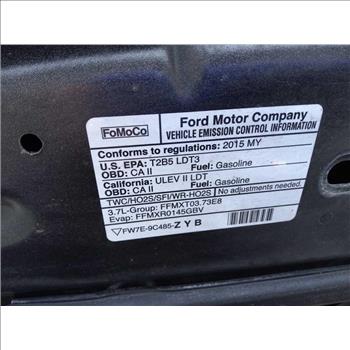 FoMoCo
Ford Motor Company
VEHICLE EMISSION CONTROL INFORMATION
Conforms to regulations: 2015 MY
U.S. EPA: T2B5 LDT3
OBD: CA II Fuel: Gasoline
California: ULEV II LDT
OBD: CA II Fuel: Gasoline
TWC/HO2S/SFI/WR-HO2S No adjustments needed.
3.7L-Group: FFMXT03.73E8
Evap: FFMXR0145GBV
FW7E-9C485-ZYB